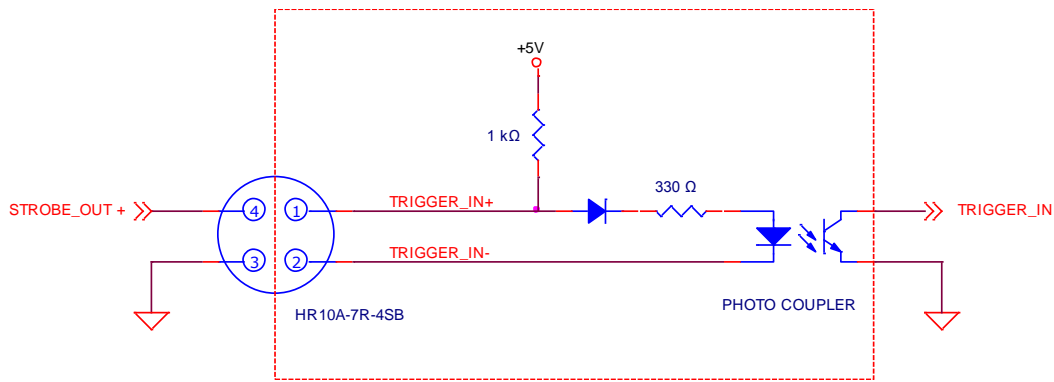 +5V
1 kΩ
330 Ω
STROBE_OUT +
4
1
TRIGGER_IN+
TRIGGER_IN
3
2
TRIGGER_IN-
HR10A-7R-4SB
PHOTO COUPLER